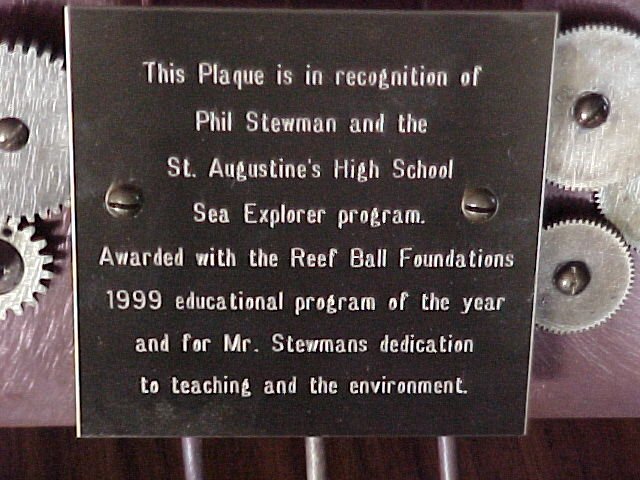 This Plaque is in recognition of
Phil Stewman and the
St. Augustine's High School
Sea Explorer program.
Awarded with the Reef Ball Foundations
1999 educational program of the year
and for Mr. Stewmans dedication
to teaching and the environment.